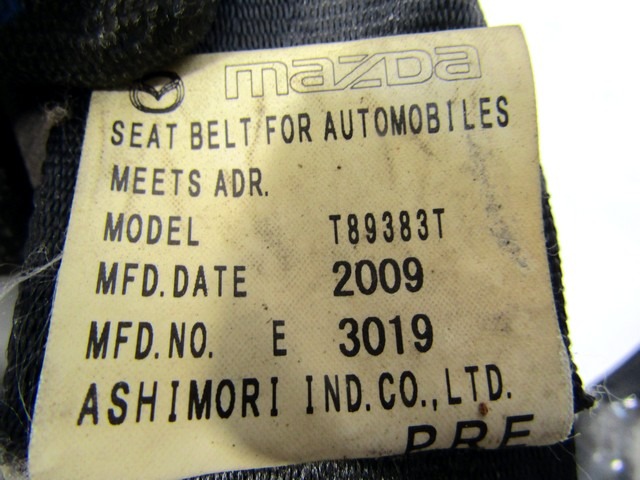 mazda
SEAT BELT FOR AUTOMOBILES
MEETS ADR.
MODEL T89383T
MFD.DATE 2009
MFD.NO. E 3019
ASHIMORI IND.CO.,LTD.
PRE